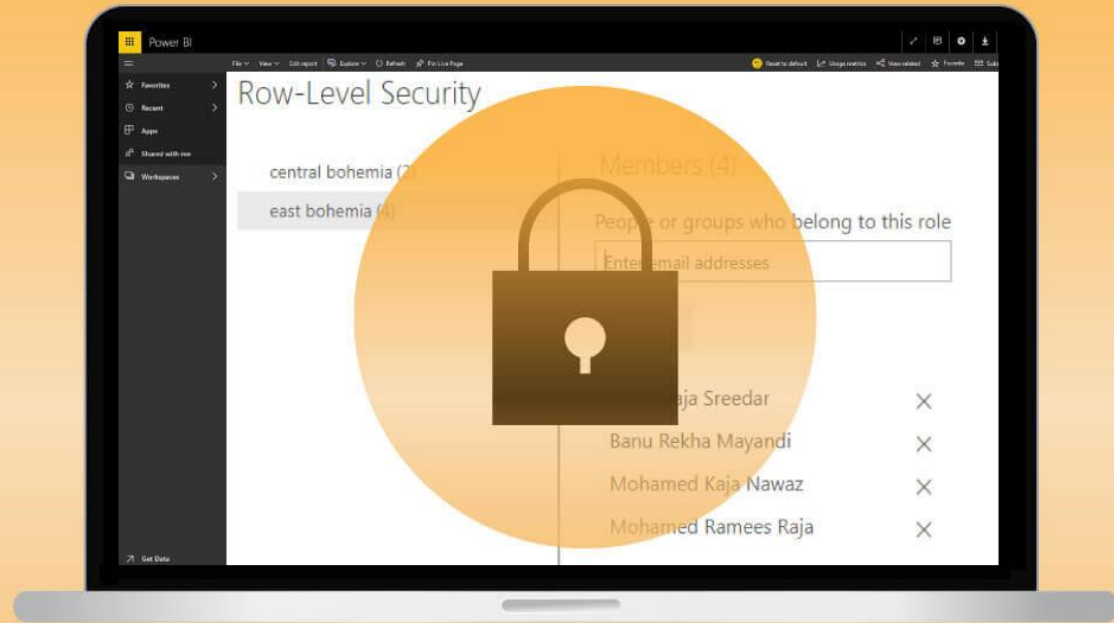 Power BI
File View Edit report Explore Refresh Pin Live Page Reset to default Usage metrics View related Favorite
Favorites
Recent
Apps
Shared with me
Workspaces
Get Data
Row-Level Security
central bohemia (2)
east bohemia (4)
Members (4)
People or groups who belong to this role
Enter email addresses
Sreedar
Banu Rekha Mayandi
Mohamed Kaja Nawaz
Mohamed Ramees Raja